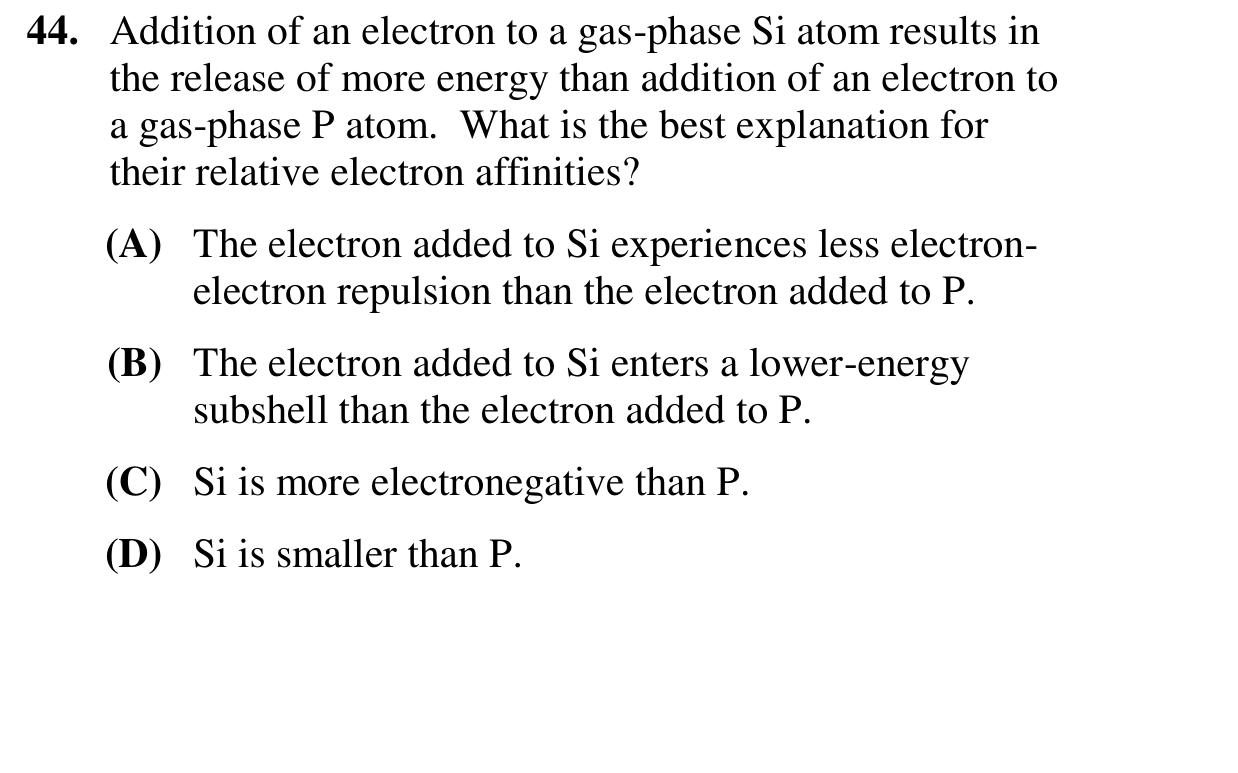 44. Addition of an electron to a gas-phase Si atom results in
the release of more energy than addition of an electron to
a gas-phase P atom. What is the best explanation for
their relative electron affinities?
(A) The electron added to Si experiences less electron-
electron repulsion than the electron added to P.
(B) The electron added to Si enters a lower-energy
subshell than the electron added to P.
(C) Si is more electronegative than P.
(D) Si is smaller than P.